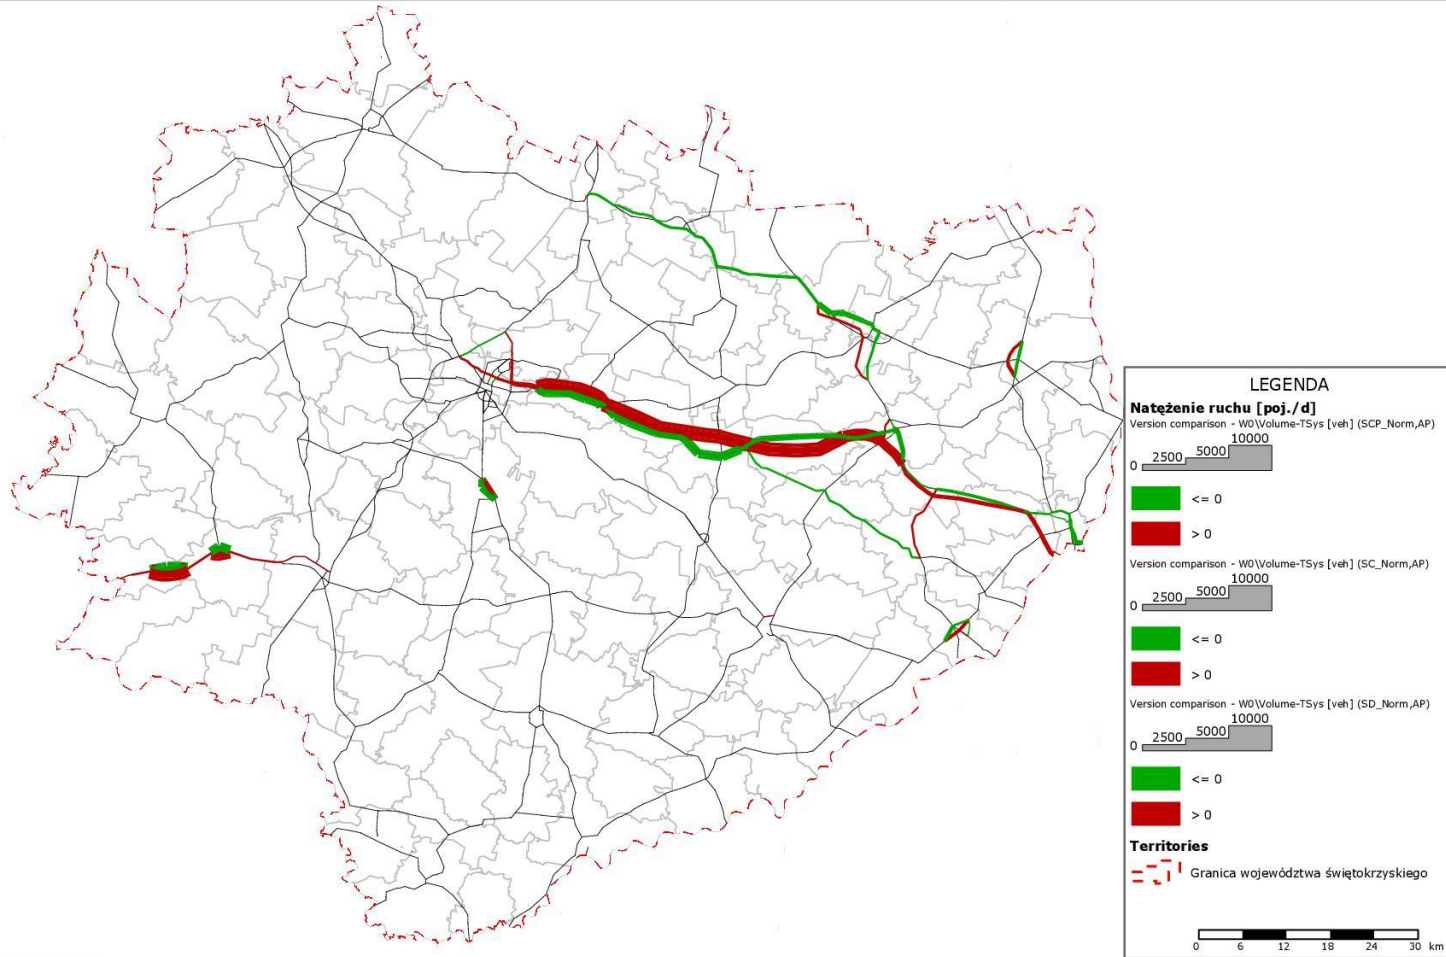 LEGENDA
Natężenie ruchu [poj./d]
Version comparison - W0\Volume-TSys [veh] (SCP_Norm,AP)
0 2500 5000 10000
<= 0
> 0
Version comparison - W0\Volume-TSys [veh] (SC_Norm,AP)
0 2500 5000 10000
<= 0
> 0
Version comparison - W0\Volume-TSys [veh] (SD_Norm,AP)
0 2500 5000 10000
<= 0
> 0
Territories
Granica województwa świętokrzyskiego
0 6 12 18 24 30 km